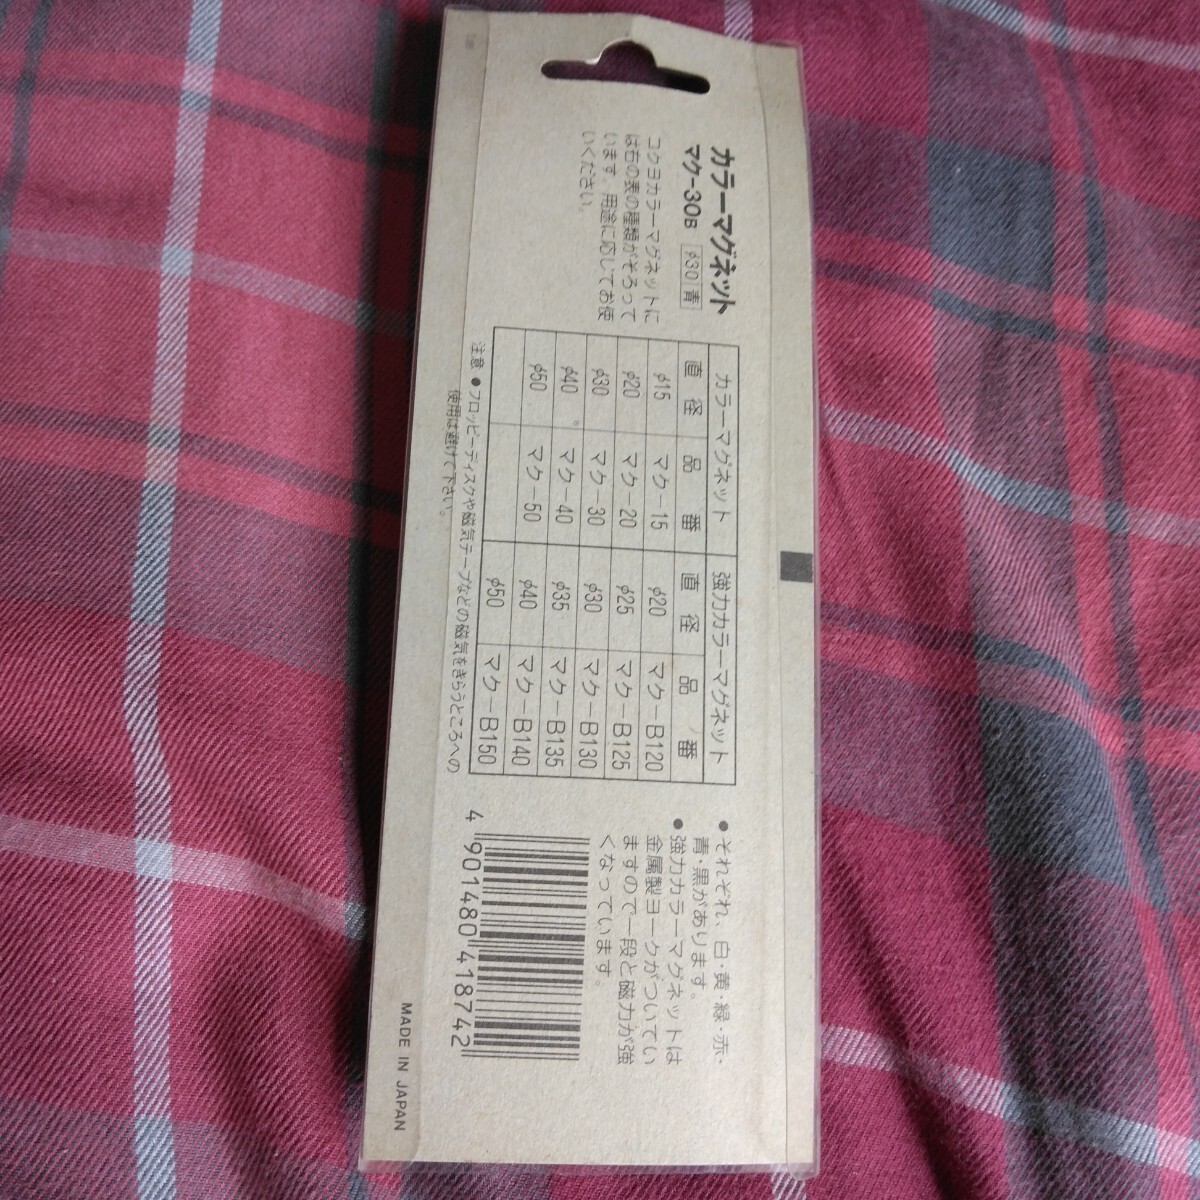 カラーマグネット
マク-30B φ30 青
コクヨカラーマグネットに
は右の表の種類がそろって
います。用途に応じてお使
いください。
カラーマグネット 強力カラーマグネット
直径 品番 直径 品番
φ15 マク-15 φ20 マク-B120
φ20 マク-20 φ25 マク-B125
φ30 マク-30 φ30 マク-B130
φ40 マク-40 φ35 マク-B135
φ50 マク-50 φ40 マク-B140
φ50 マク-B150
注意 ●フロッピーディスクや磁気テープなどの磁気をきらうところへの
使用は避けて下さい。
●それぞれ、白・黄・緑・赤・
青・黒があります。
●強力カラーマグネットは
金属製ヨークがついてい
ますので一段と磁力が強
くなっています。
4 901480 418742
MADE IN JAPAN